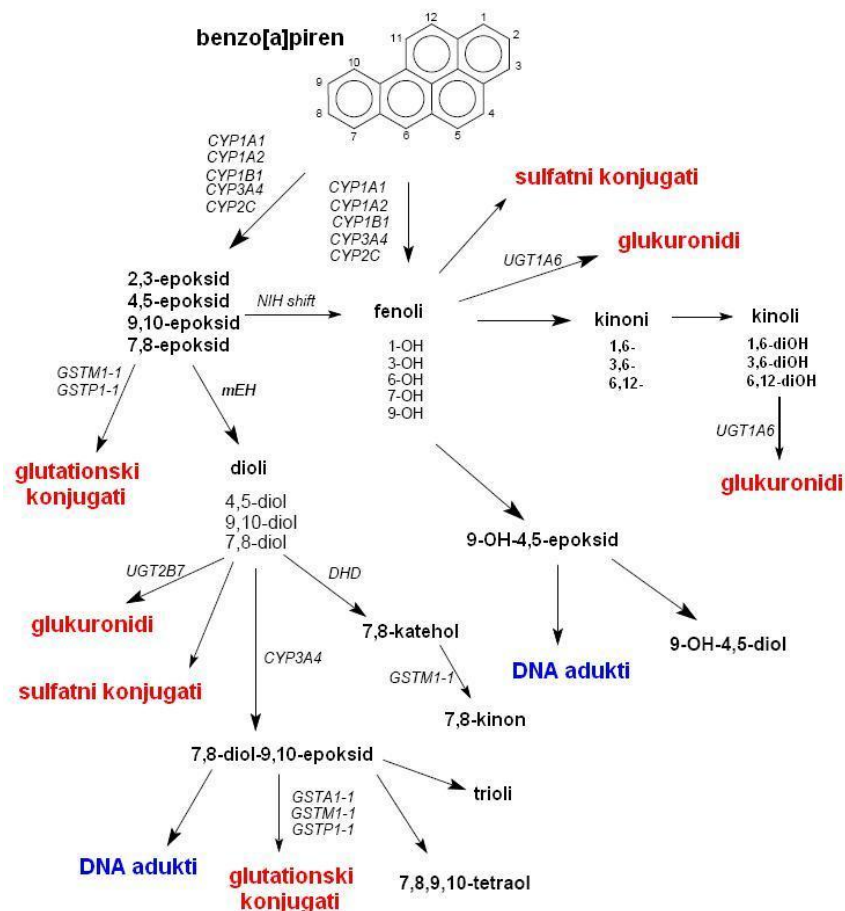 benzo[a]piren
12
1
11
2
10
3
9
8
4
7
6
5
CYP1A1
CYP1A2
CYP1B1
CYP3A4
CYP2C
CYP1A1
CYP1A2
CYP1B1
CYP3A4
CYP2C
sulfatni konjugati
glukuronidi
UGT1A6
2,3-epoksid
4,5-epoksid
9,10-epoksid
7,8-epoksid
NIH shift
fenoli
1-OH
3-OH
6-OH
7-OH
9-OH
kinoni
1,6-
3,6-
6,12-
kinoli
1,6-diOH
3,6-diOH
6,12-diOH
GSTM1-1
GSTP1-1
mEH
UGT1A6
glutationski
konjugati
dioli
4,5-diol
9,10-diol
7,8-diol
glukuronidi
9-OH-4,5-epoksid
UGT2B7
DHD
glukuronidi
7,8-katehol
9-OH-4,5-diol
CYP3A4
DNA adukti
sulfatni konjugati
GSTM1-1
7,8-kinon
7,8-diol-9,10-epoksid
GSTA1-1
GSTM1-1
GSTP1-1
trioli
DNA adukti
glutationski
konjugati
7,8,9,10-tetraol